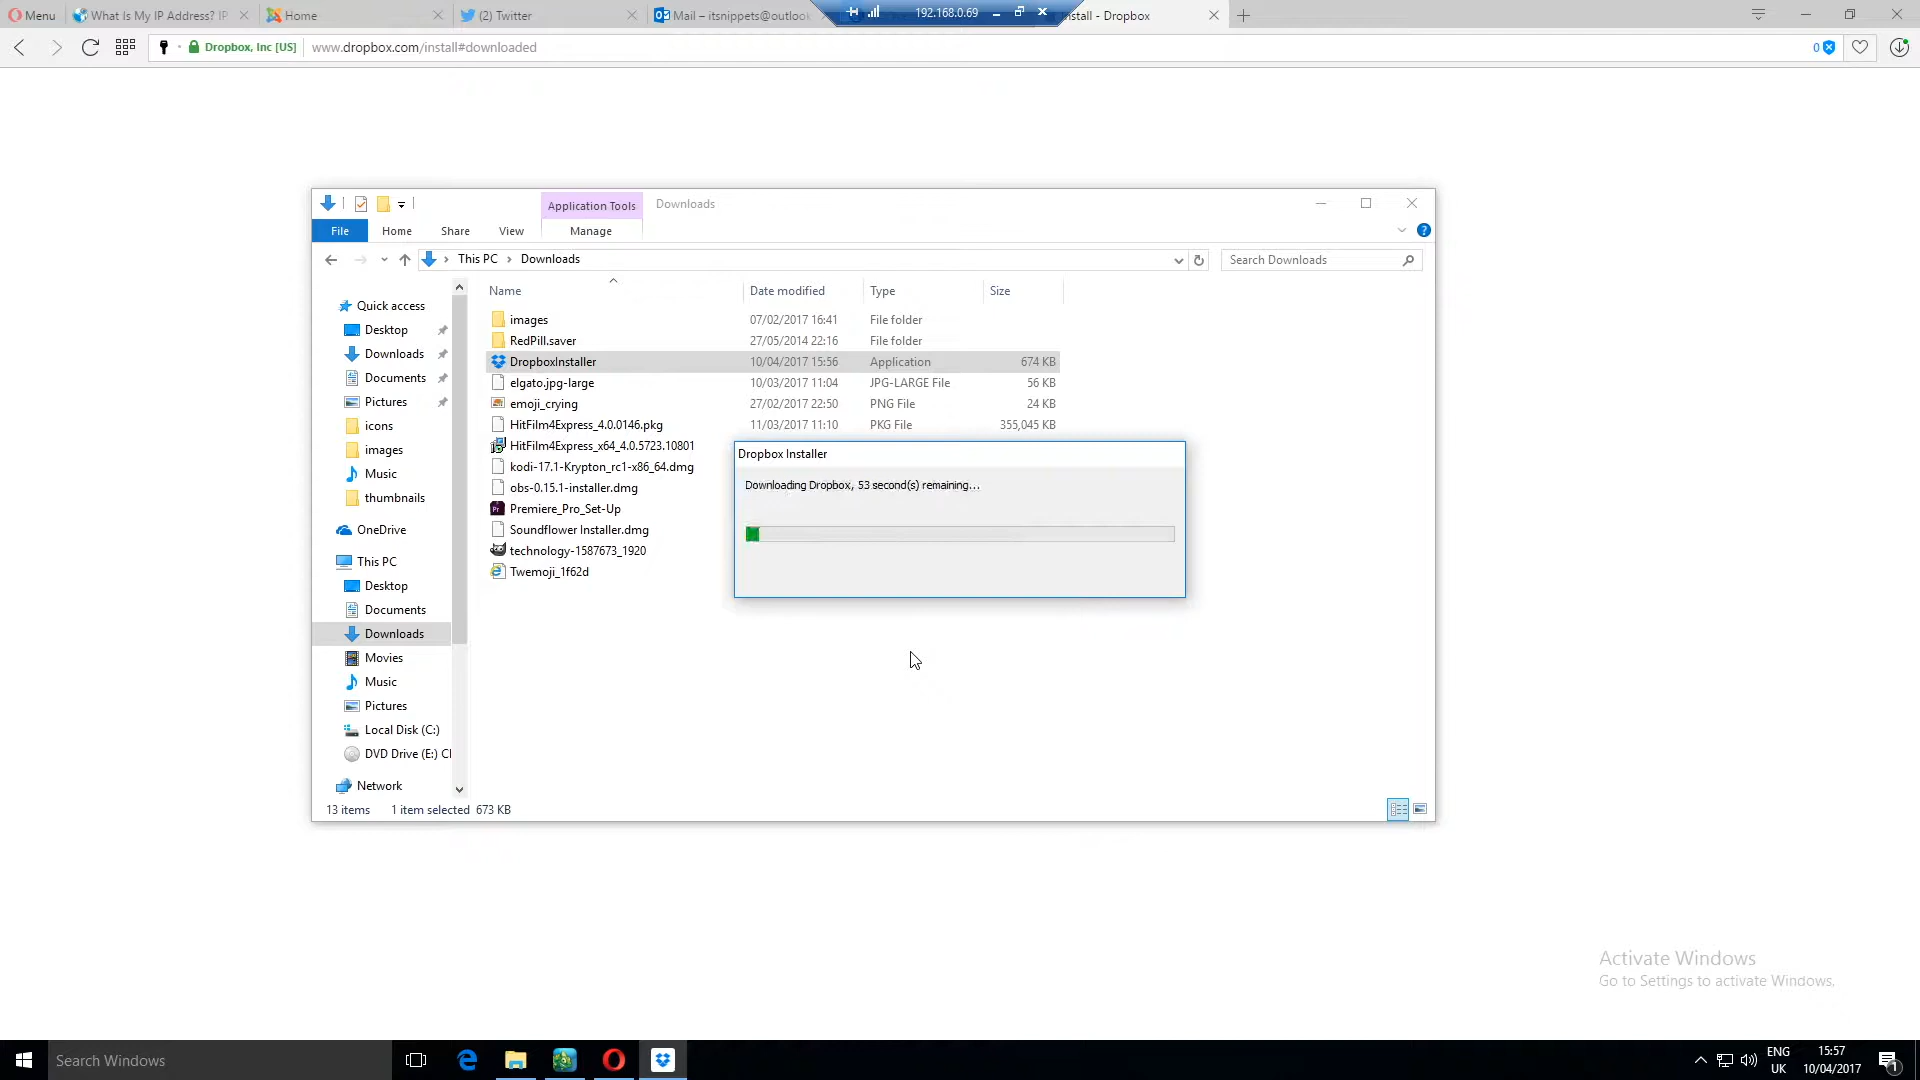 Menu What Is My IP Address? IP Home (2) Twitter Mail – itsnippets@outlook 192.168.0.69 nstall - Dropbox
Dropbox, Inc [US] www.dropbox.com/install#downloaded 0
Application Tools Downloads
File Home Share View Manage
This PC Downloads Search Downloads
Name Date modified Type Size
images 07/02/2017 16:41 File folder
RedPill.saver 27/05/2014 22:16 File folder
DropboxInstaller 10/04/2017 15:56 Application 674 KB
elgato.jpg-large 10/03/2017 11:04 JPG-LARGE File 56 KB
emoji_crying 27/02/2017 22:50 PNG File 24 KB
HitFilm4Express_4.0.0146.pkg 11/03/2017 11:10 PKG File 355,045 KB
HitFilm4Express_x64_4.0.5723.10801
kodi-17.1-Krypton_rc1-x86_64.dmg
obs-0.15.1-installer.dmg
Premiere_Pro_Set-Up
Soundflower Installer.dmg
technology-1587673_1920
Twemoji_1f62d
Quick access
Desktop
Downloads
Documents
Pictures
icons
images
Music
thumbnails
OneDrive
This PC
Desktop
Documents
Downloads
Movies
Music
Pictures
Local Disk (C:)
DVD Drive (E:) C
Network
13 items 1 item selected 673 KB
Dropbox Installer
Downloading Dropbox, 53 second(s) remaining...
Activate Windows
Go to Settings to activate Windows.
Search Windows
ENG 15:57
UK 10/04/2017 1